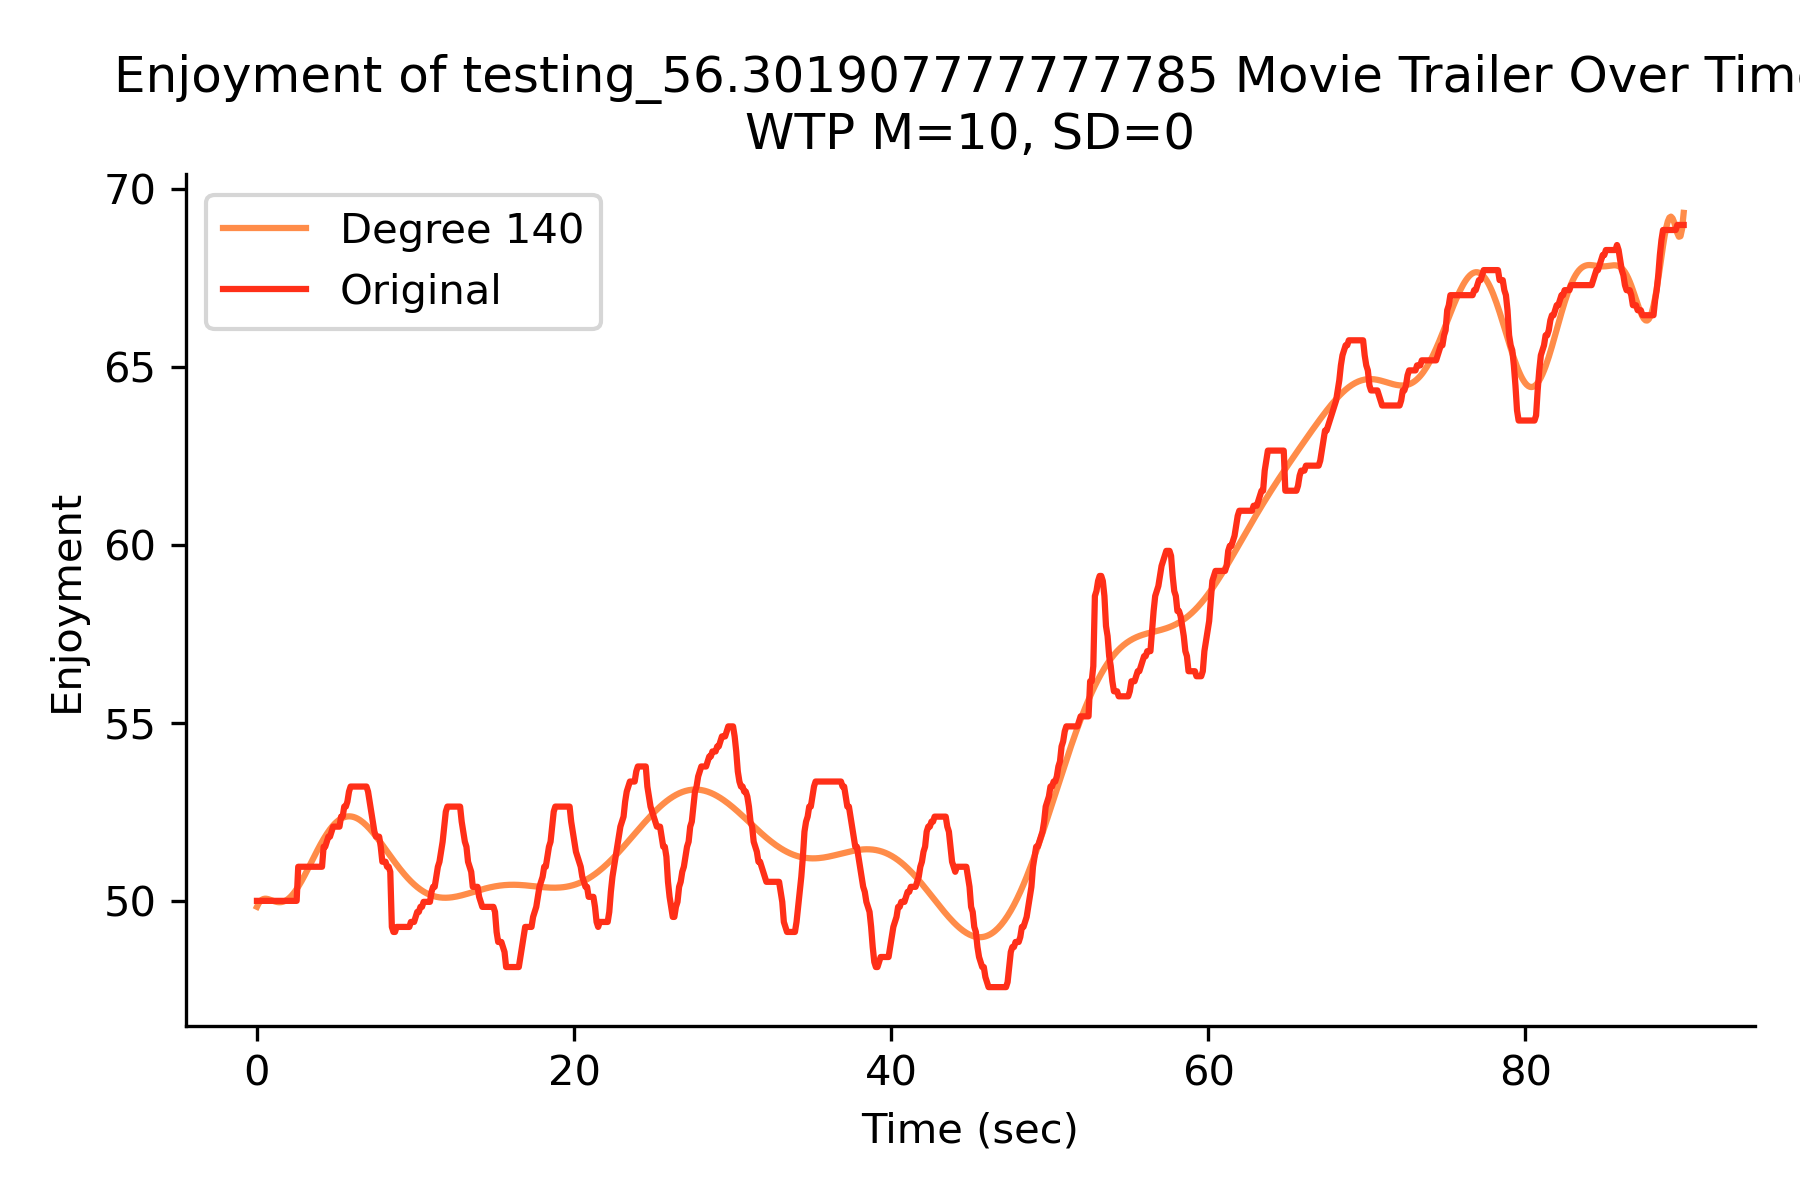 Enjoyment of testing_56.301907777777785 Movie Trailer Over Time
WTP M=10, SD=0
70
65
60
55
50
Enjoyment
Degree 140
Original
0 20 40 60 80
Time (sec)